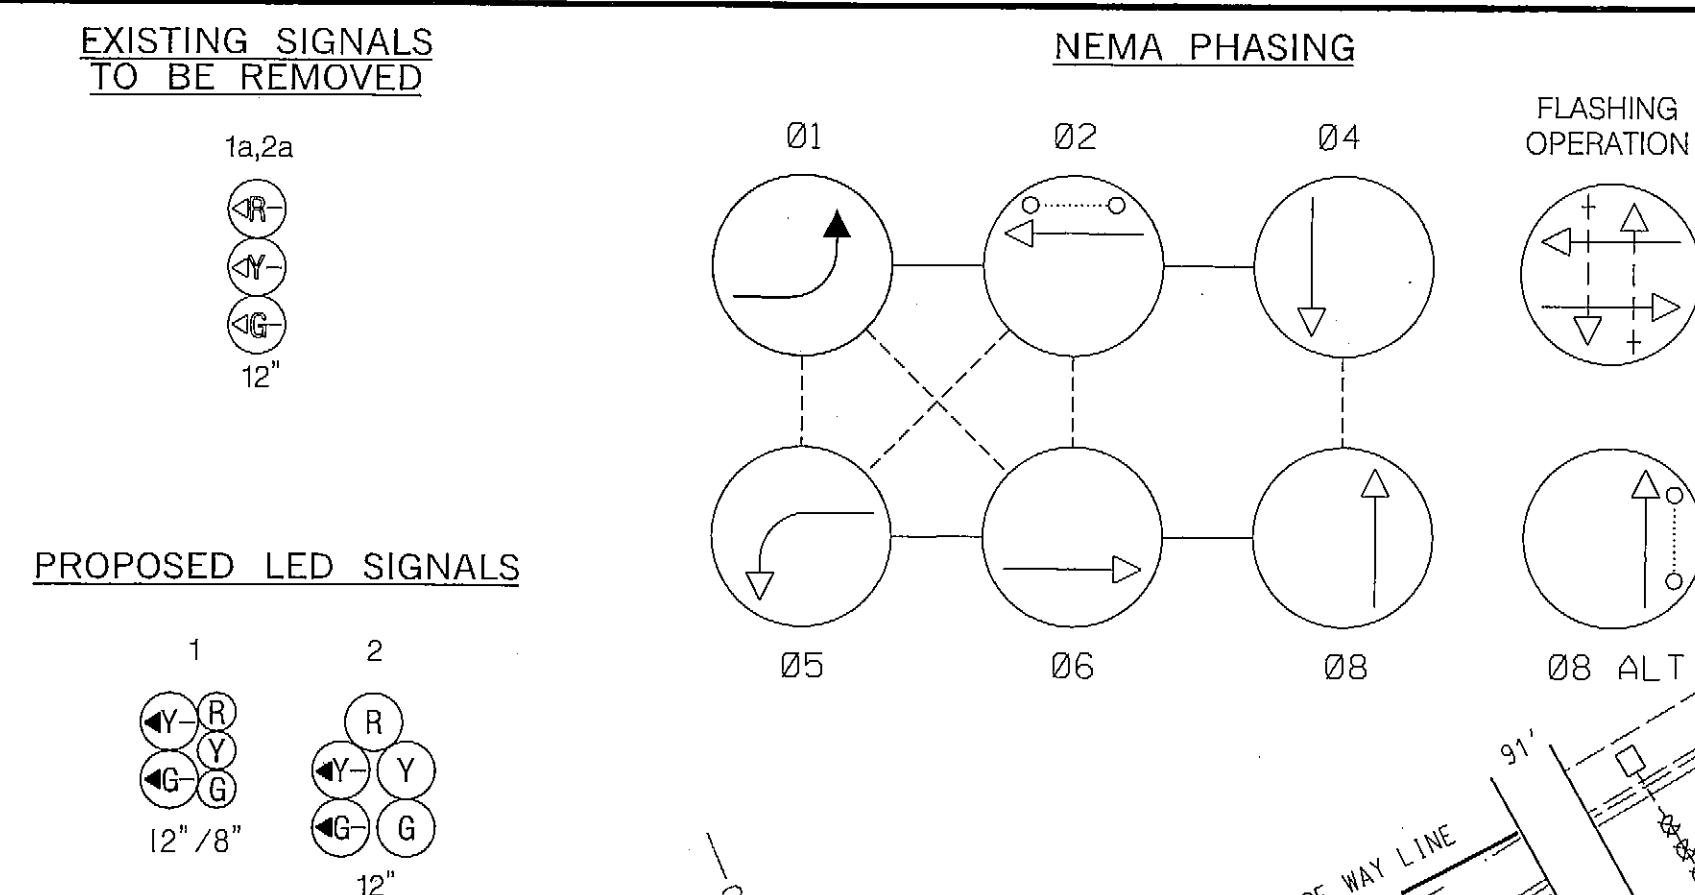 EXISTING SIGNALS
TO BE REMOVED
1a,2a
R
Y
G
12"
PROPOSED LED SIGNALS
1
2
Y R
Y
G G
12"/8"
R
Y Y
G G
12"
NEMA PHASING
Ø1
Ø2
Ø4
FLASHING
OPERATION
Ø5
Ø6
Ø8
Ø8 ALT
91'
WAY LINE